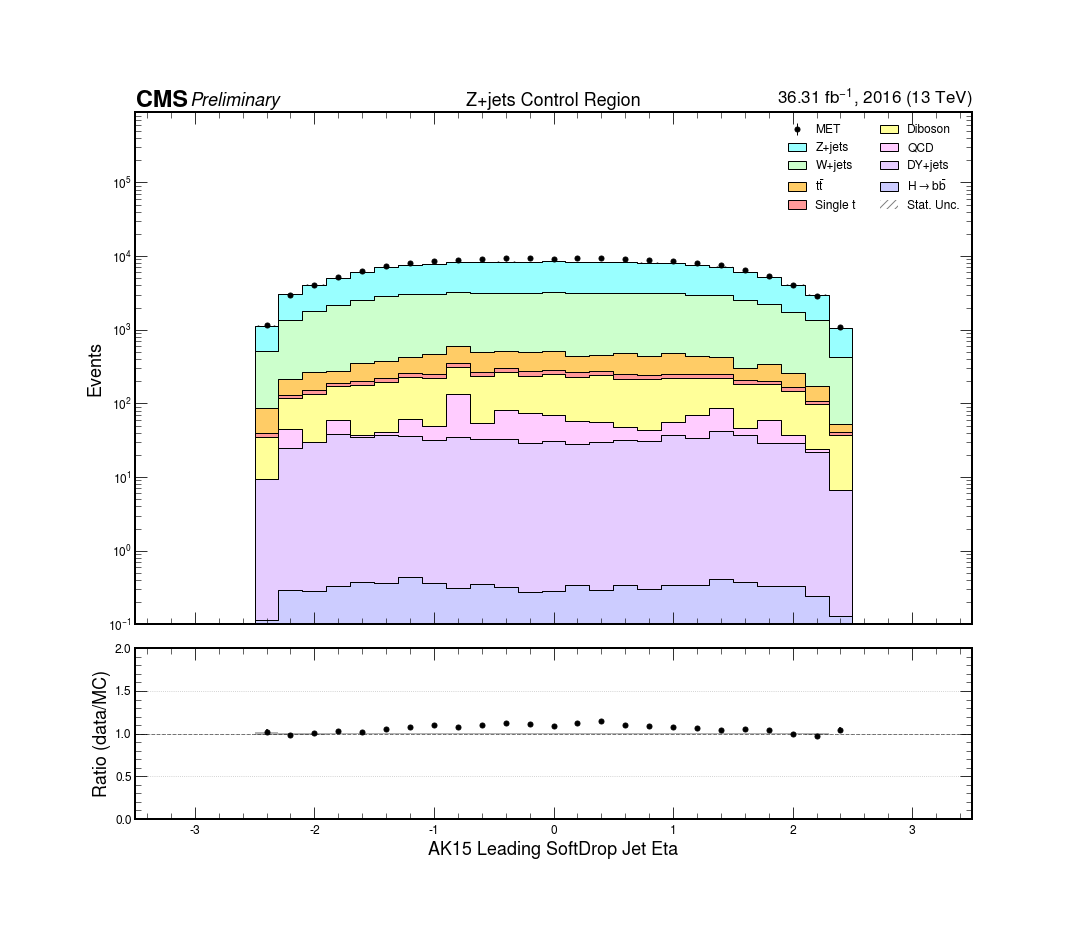 CMS Preliminary Z+jets Control Region 36.31 fb⁻¹, 2016 (13 TeV)
MET Diboson
Z+jets QCD
W+jets DY+jets
tt̄ H→bb̄
Single t Stat. Unc.
10⁵
10⁴
10³
10²
10¹
10⁰
10⁻¹
Events
2.0
1.5
1.0
0.5
0.0
Ratio (data/MC)
-3 -2 -1 0 1 2 3
AK15 Leading SoftDrop Jet Eta